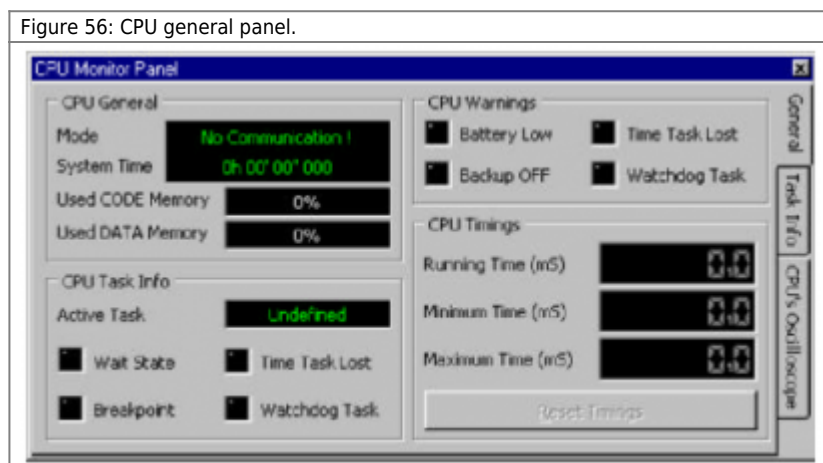 Figure 56: CPU general panel.
CPU Monitor Panel
CPU General
Mode
No Communication !
System Time
0h 00' 00" 000
Used CODE Memory
0%
Used DATA Memory
0%
CPU Task Info
Active Task
Undefined
Wait State
Time Task Lost
Breakpoint
Watchdog Task
CPU Warnings
Battery Low
Time Task Lost
Backup OFF
Watchdog Task
CPU Timings
Running Time (mS)
0.0
Minimum Time (mS)
0.0
Maximum Time (mS)
0.0
Reset Timings
General
Task Info
CPU's Oscilloscope